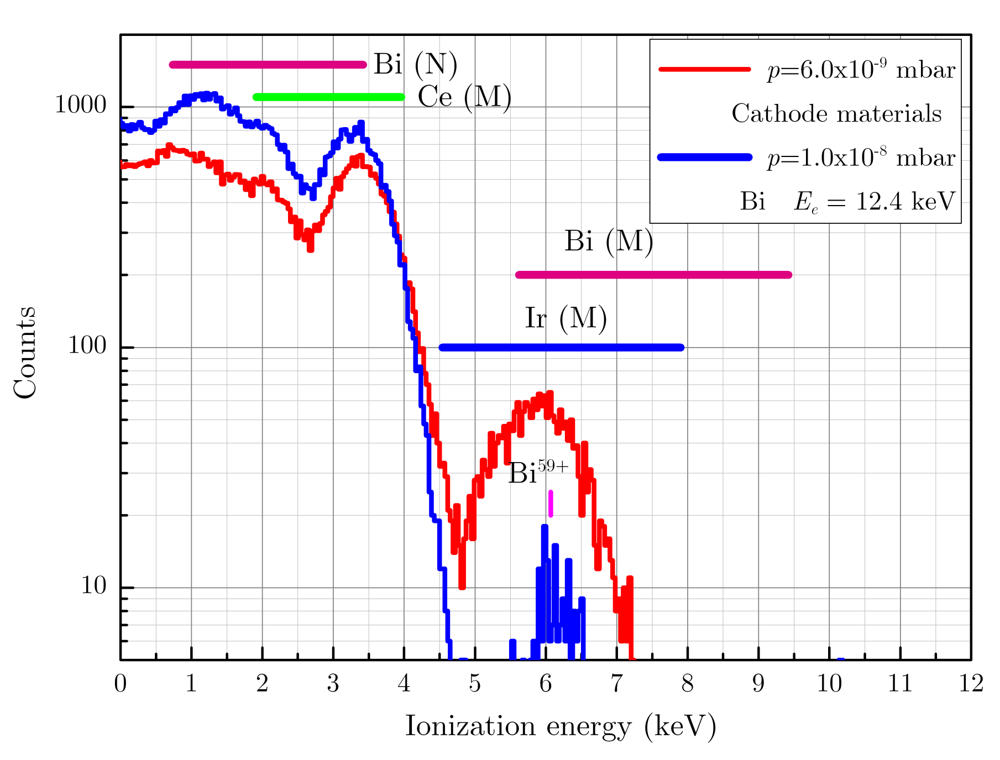 Bi (N)
Ce (M)
p=6.0x10⁻⁹ mbar
Cathode materials
p=1.0x10⁻⁸ mbar
Bi Eₑ = 12.4 keV
Bi (M)
Ir (M)
Bi⁵⁹⁺
1000
100
10
Counts
0 1 2 3 4 5 6 7 8 9 10 11 12
Ionization energy (keV)